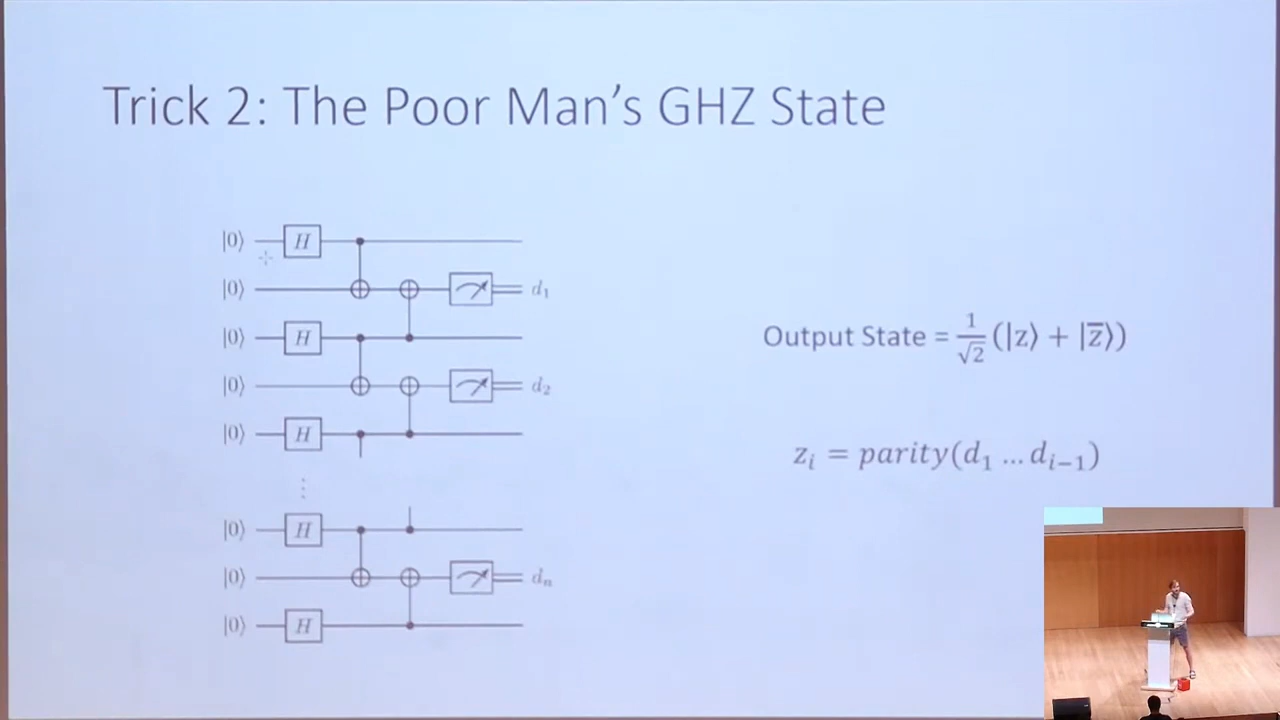 Trick 2: The Poor Man's GHZ State
|0⟩ H
|0⟩ d₁
|0⟩ H
|0⟩ d₂
|0⟩ H
⋮
|0⟩ H
|0⟩ dₙ
|0⟩ H
Output State = 1/√2 (|z⟩ + |z̅⟩)
zᵢ = parity(d₁ … dᵢ₋₁)